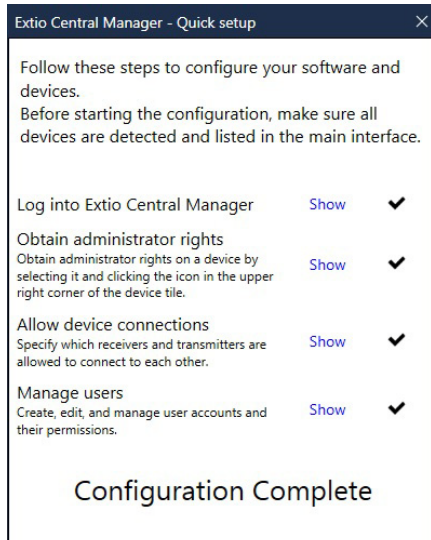 Extio Central Manager - Quick setup
Follow these steps to configure your software and
devices.
Before starting the configuration, make sure all
devices are detected and listed in the main interface.
Log into Extio Central Manager Show
Obtain administrator rights
Obtain administrator rights on a device by
selecting it and clicking the icon in the upper
right corner of the device tile.
Show
Allow device connections
Specify which receivers and transmitters are
allowed to connect to each other.
Show
Manage users
Create, edit, and manage user accounts and
their permissions.
Show
Configuration Complete